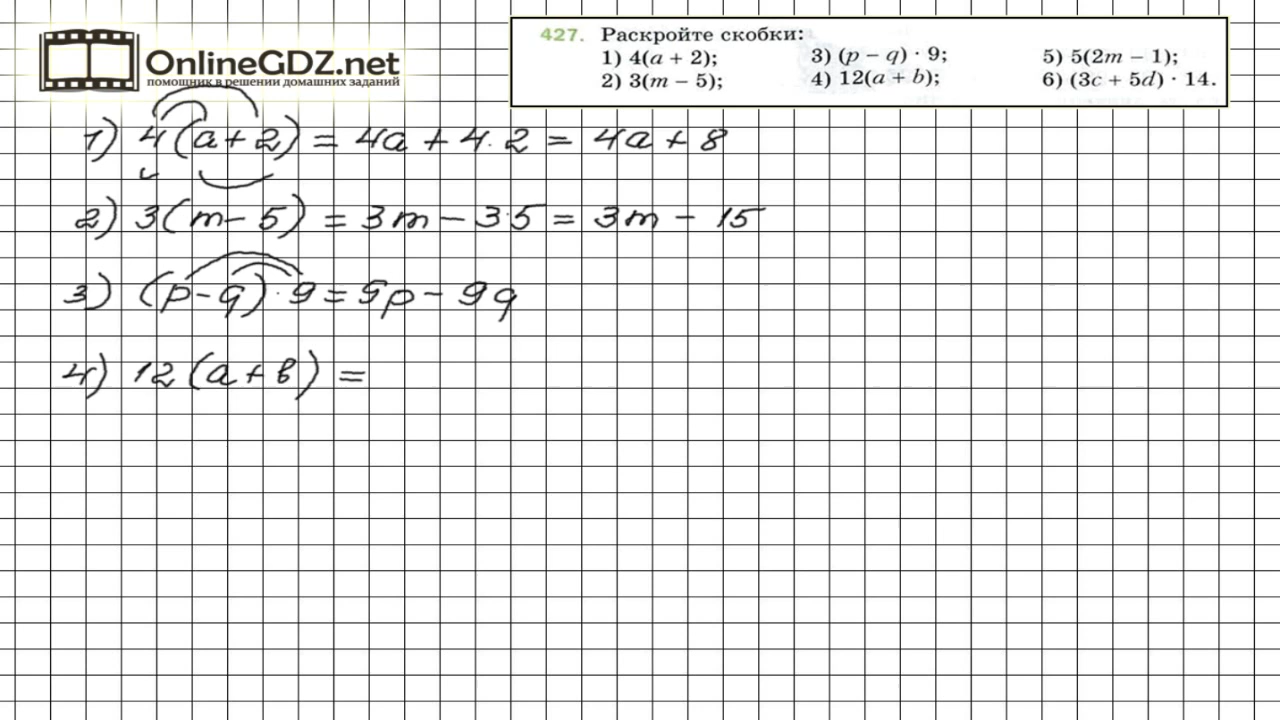 OnlineGDZ.net
помощник в решении домашних заданий
427. Раскройте скобки:
1) 4(a + 2); 3) (p − q) · 9; 5) 5(2m − 1);
2) 3(m − 5); 4) 12(a + b); 6) (3c + 5d) · 14.
1) 4(a+2) = 4a + 4·2 = 4a + 8
2) 3(m−5) = 3m − 3·5 = 3m − 15
3) (p−q)·9 = 9p − 9q
4) 12(a+b) =